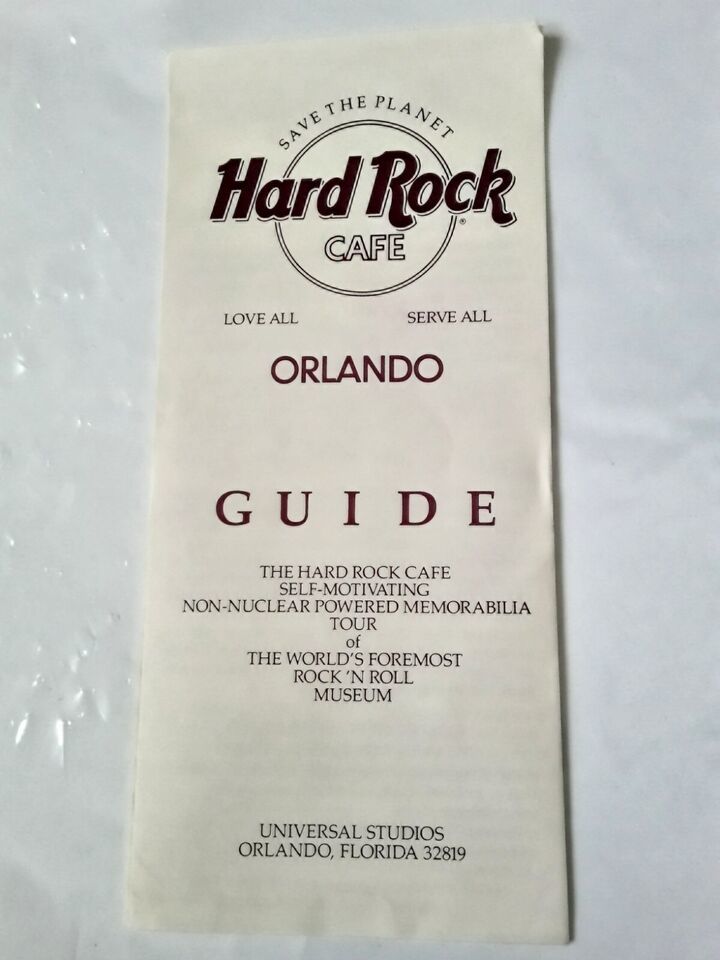 SAVE THE PLANET
Hard Rock
CAFE
®
LOVE ALL SERVE ALL
ORLANDO
GUIDE
THE HARD ROCK CAFE
SELF-MOTIVATING
NON-NUCLEAR POWERED MEMORABILIA
TOUR
of
THE WORLD'S FOREMOST
ROCK 'N ROLL
MUSEUM
UNIVERSAL STUDIOS
ORLANDO, FLORIDA 32819